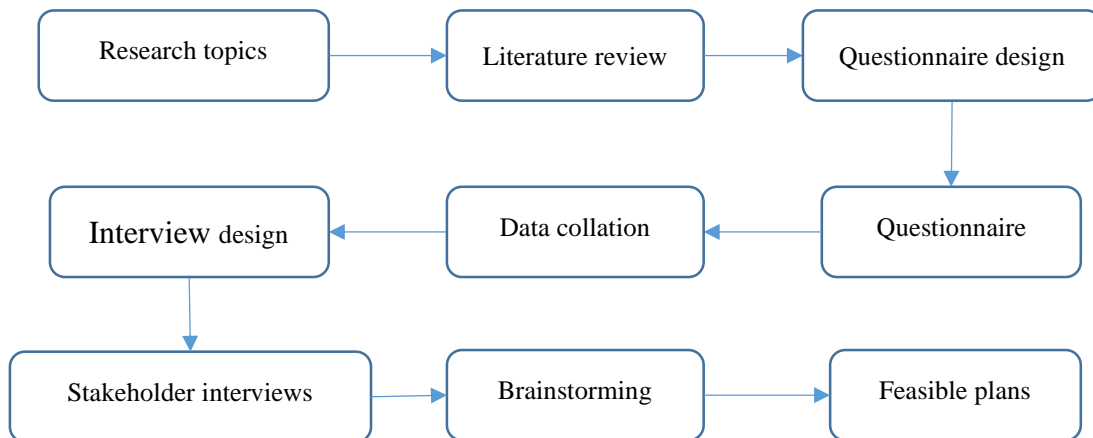 Research topics
Literature review
Questionnaire design
Interview design
Data collation
Questionnaire
Stakeholder interviews
Brainstorming
Feasible plans